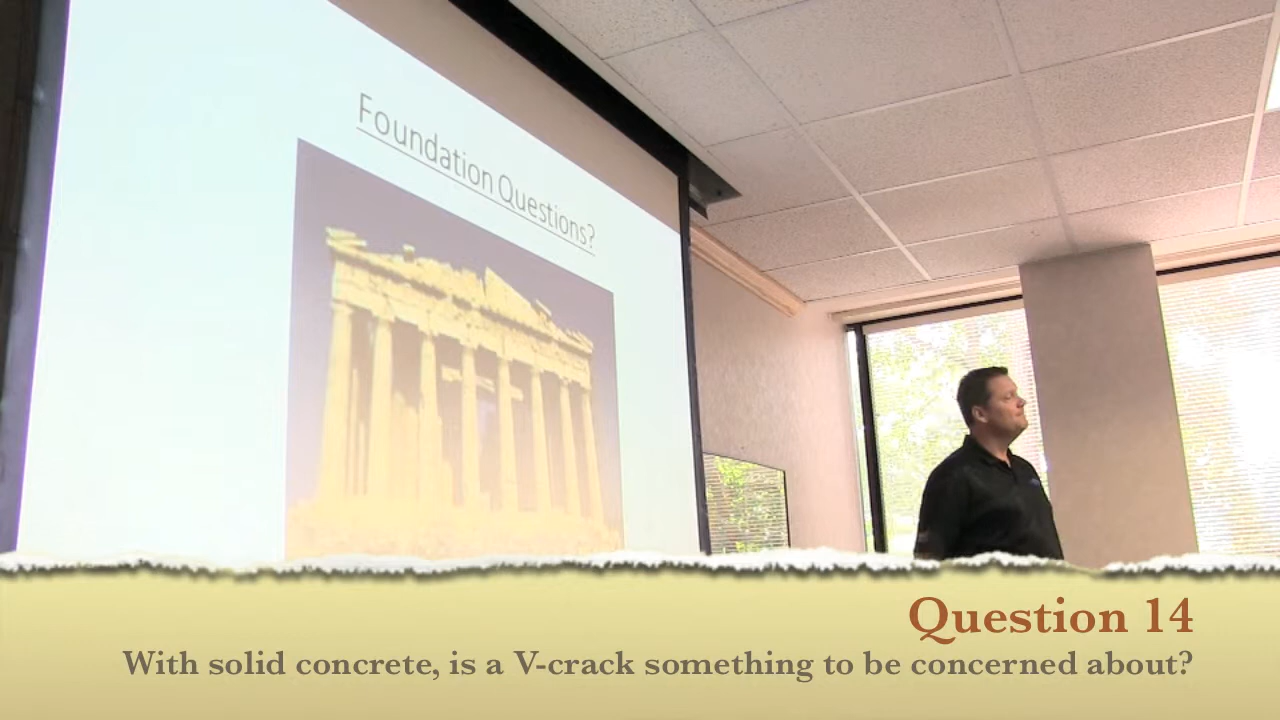 Foundation Questions?
Question 14
With solid concrete, is a V-crack something to be concerned about?